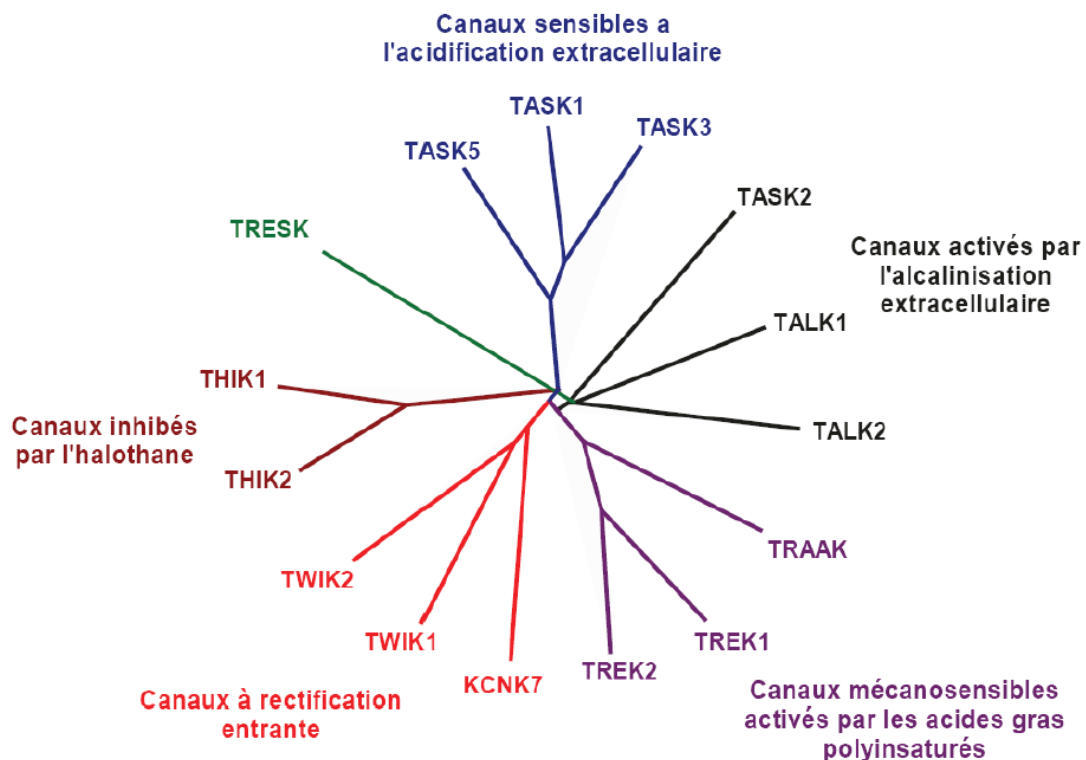 Canaux sensibles a
l'acidification extracellulaire
TASK1
TASK3
TASK5
TASK2
TRESK
Canaux activés par
l'alcalinisation
extracellulaire
TALK1
THIK1
Canaux inhibés
par l'halothane
TALK2
THIK2
TRAAK
TWIK2
TWIK1
TREK1
KCNK7
TREK2
Canaux à rectification
entrante
Canaux mécanosensibles
activés par les acides gras
polyinsaturés